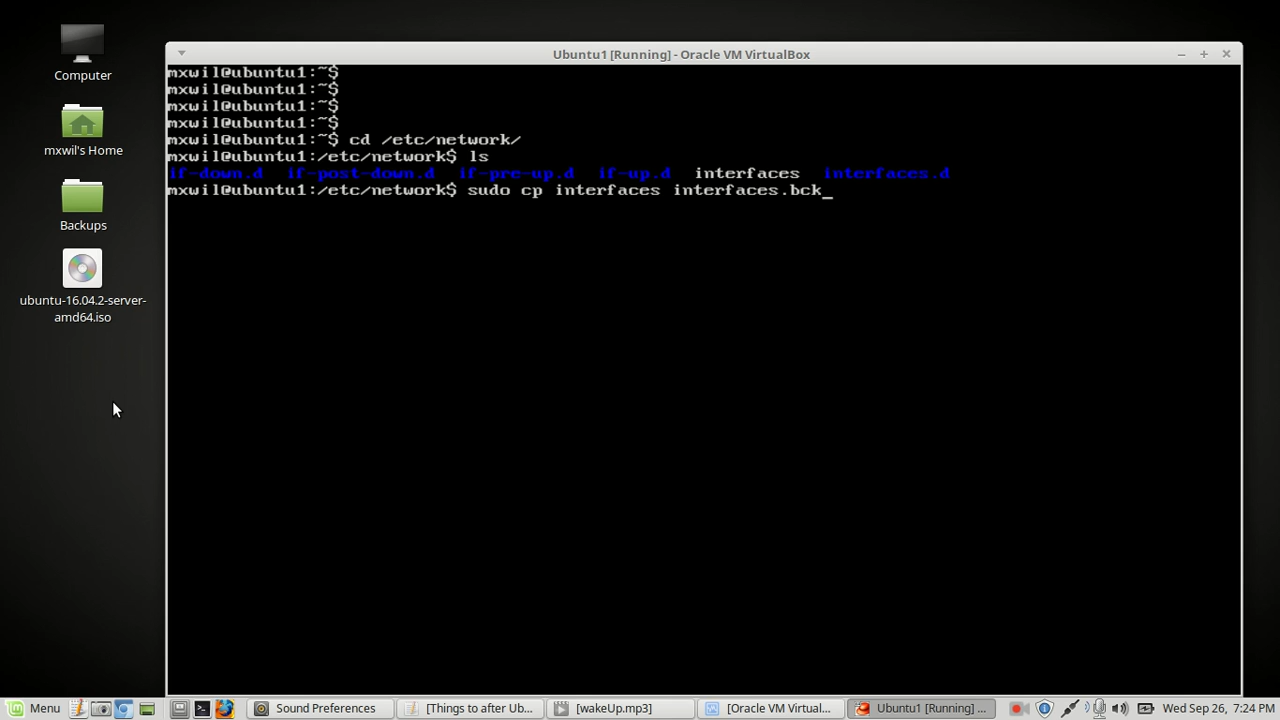 Computer
mxwil's Home
Backups
ubuntu-16.04.2-server-
amd64.iso
Ubuntu1 [Running] - Oracle VM VirtualBox
mxwil@ubuntu1:~$
mxwil@ubuntu1:~$
mxwil@ubuntu1:~$
mxwil@ubuntu1:~$
mxwil@ubuntu1:~$ cd /etc/network/
mxwil@ubuntu1:/etc/network$ ls
if-down.d if-post-down.d if-pre-up.d if-up.d interfaces interfaces.d
mxwil@ubuntu1:/etc/network$ sudo cp interfaces interfaces.bck_
Menu Sound Preferences [Things to after Ub... [wakeUp.mp3] [Oracle VM Virtual... Ubuntu1 [Running] ... Wed Sep 26, 7:24 PM